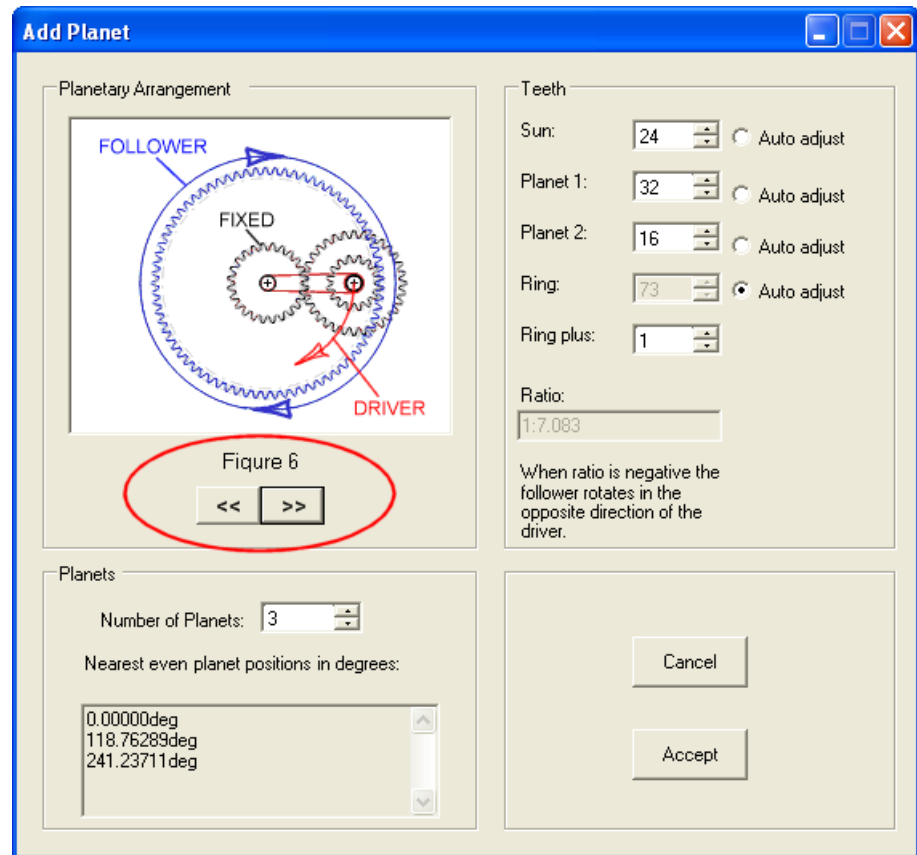 Add Planet
Planetary Arrangement
FOLLOWER
FIXED
DRIVER
Figure 6
<<
>>
Teeth
Sun:
24
Auto adjust
Planet 1:
32
Auto adjust
Planet 2:
16
Auto adjust
Ring:
73
Auto adjust
Ring plus:
1
Ratio:
1:7.083
When ratio is negative the
follower rotates in the
opposite direction of the
driver.
Planets
Number of Planets:
3
Nearest even planet positions in degrees:
0.00000deg
118.76289deg
241.23711deg
Cancel
Accept